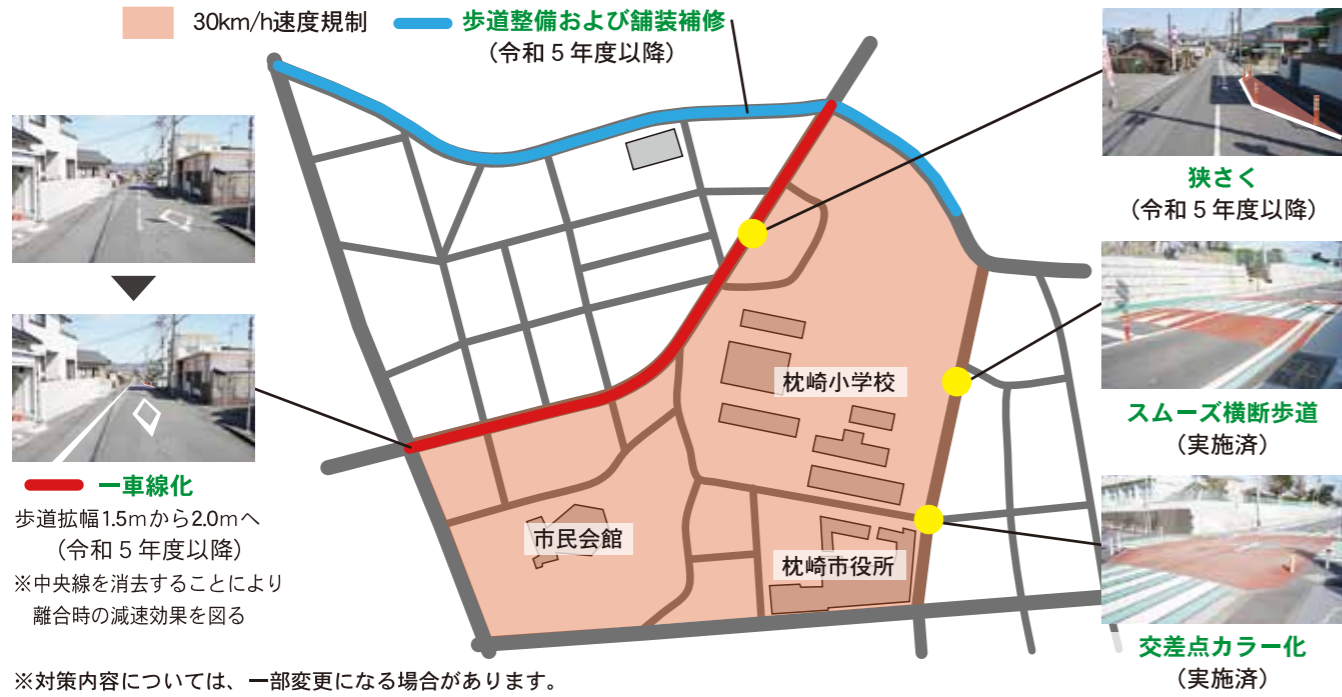 30km/h速度規制
歩道整備および舗装補修
(令和5年度以降)
狭さく
(令和5年度以降)
スムーズ横断歩道
(実施済)
交差点カラー化
(実施済)
枕崎小学校
市民会館
枕崎市役所
一車線化
歩道拡幅1.5mから2.0mへ
(令和5年度以降)
※中央線を消去することにより
離合時の減速効果を図る
※対策内容については、一部変更になる場合があります。